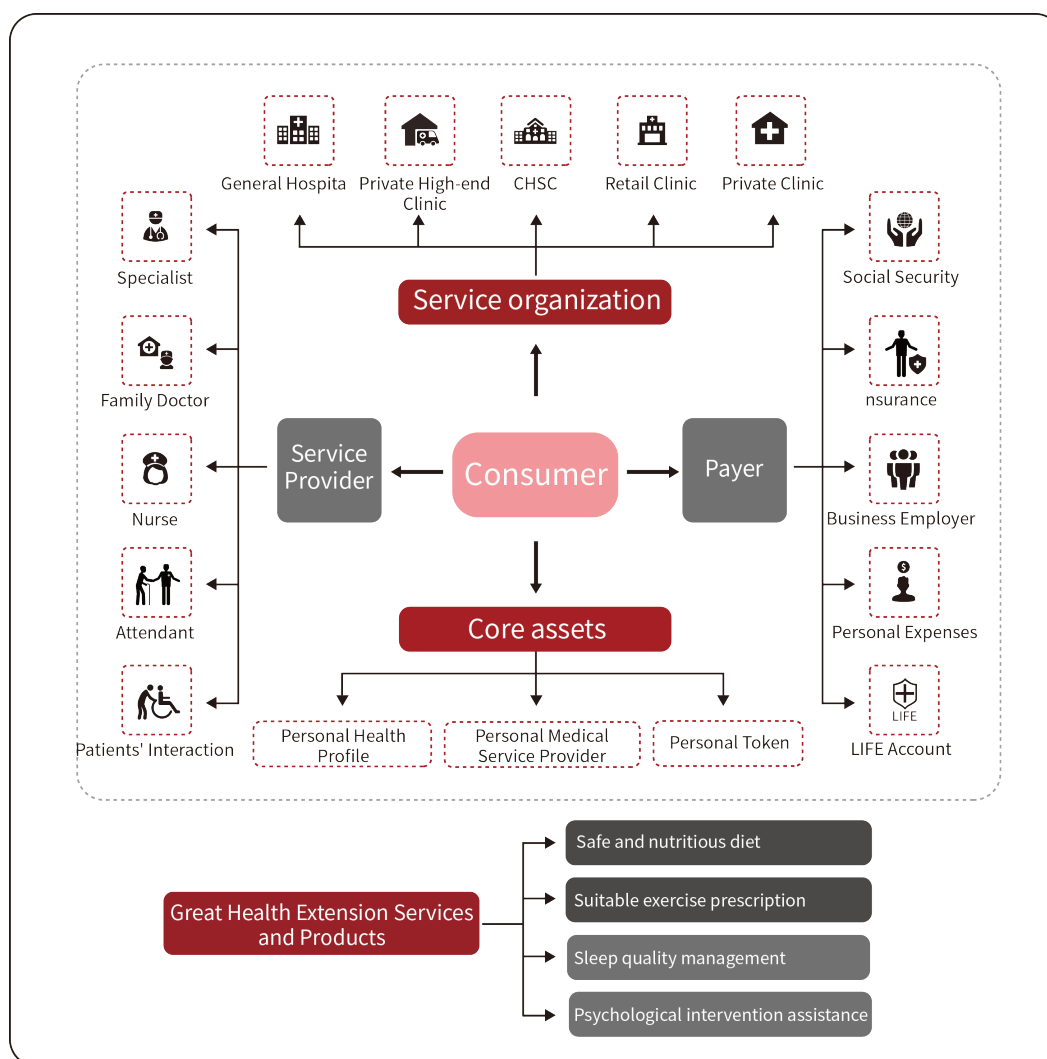 General Hospita
Private High-end
Clinic
CHSC
Retail Clinic
Private Clinic
Specialist
Family Doctor
Nurse
Attendant
Patients' Interaction
Service organization
Service
Provider
Consumer
Payer
Core assets
Personal Health
Profile
Personal Medical
Service Provider
Personal Token
Social Security
nsurance
Business Employer
$
Personal Expenses
LIFE
LIFE Account
Great Health Extension Services
and Products
Safe and nutritious diet
Suitable exercise prescription
Sleep quality management
Psychological intervention assistance